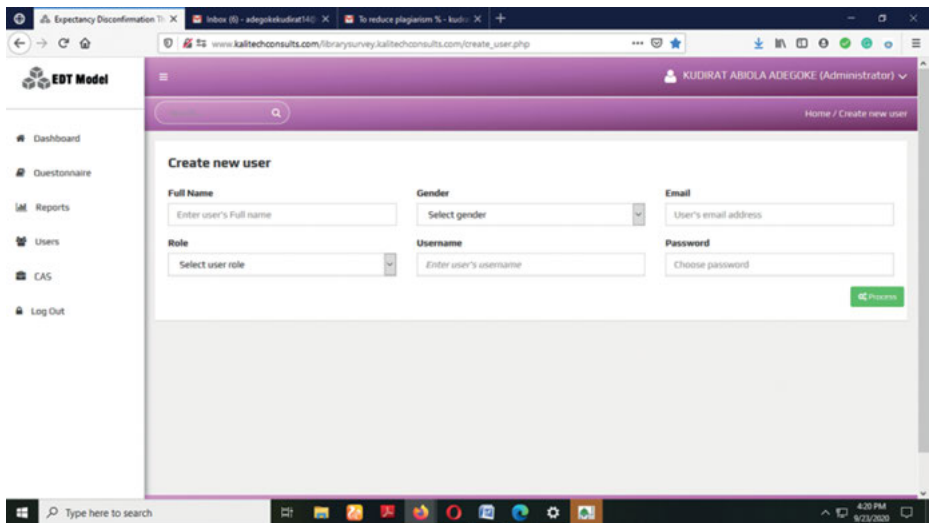 Expectancy Disconfirmation Th
Inbox (6) - adegokekudirat14@
To reduce plagiarism % - kudir
www.kalitechconsults.com/librarysurvey.kalitechconsults.com/create_user.php
EDT Model
KUDIRAT ABIOLA ADEGOKE (Administrator)
Home / Create new user
Dashboard
Questonnaire
Reports
Users
CAS
Log Out
Create new user
Full Name Gender Email
Enter user's Full name Select gender User's email address
Role Username Password
Select user role Enter user's username Choose password
Process
Type here to search
4:20 PM
9/23/2020